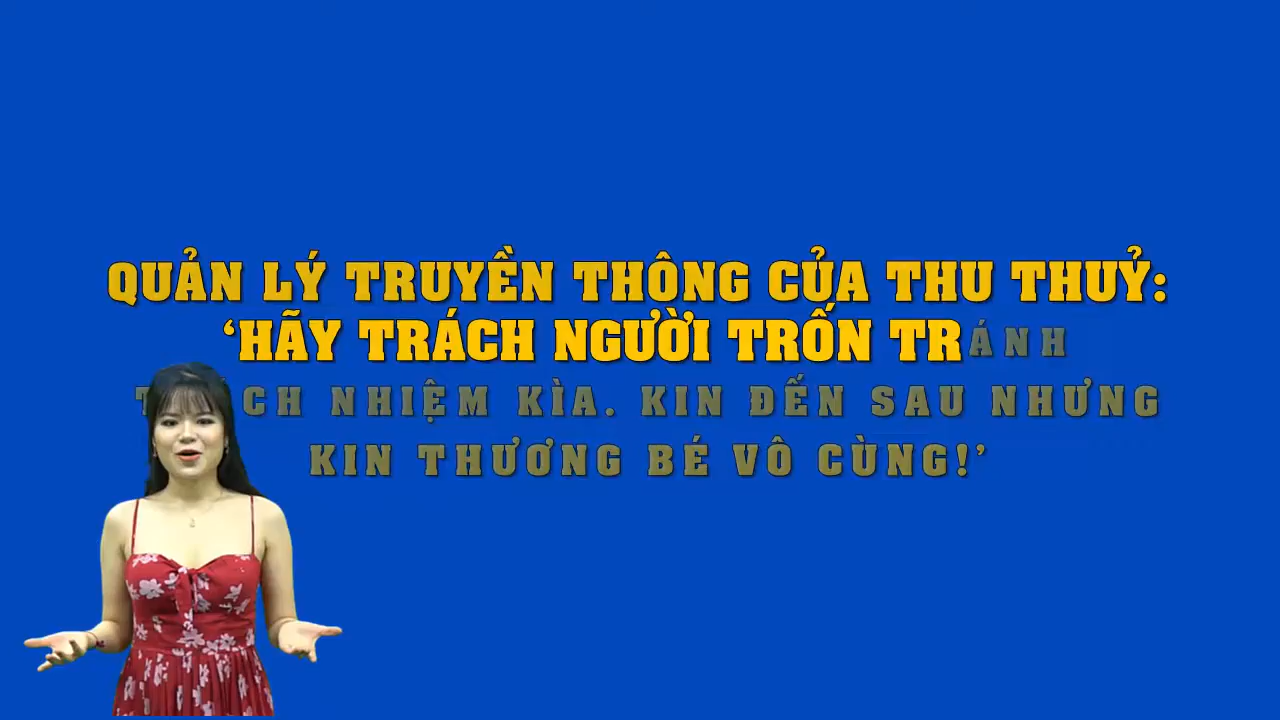 QUẢN LÝ TRUYỀN THÔNG CỦA THU THUỶ:
‘HÃY TRÁCH NGƯỜI TRỐN TRÁNH
NHIỆM KÌA. KIN ĐẾN SAU NHƯNG
KIN THƯƠNG BÉ VÔ CÙNG!’